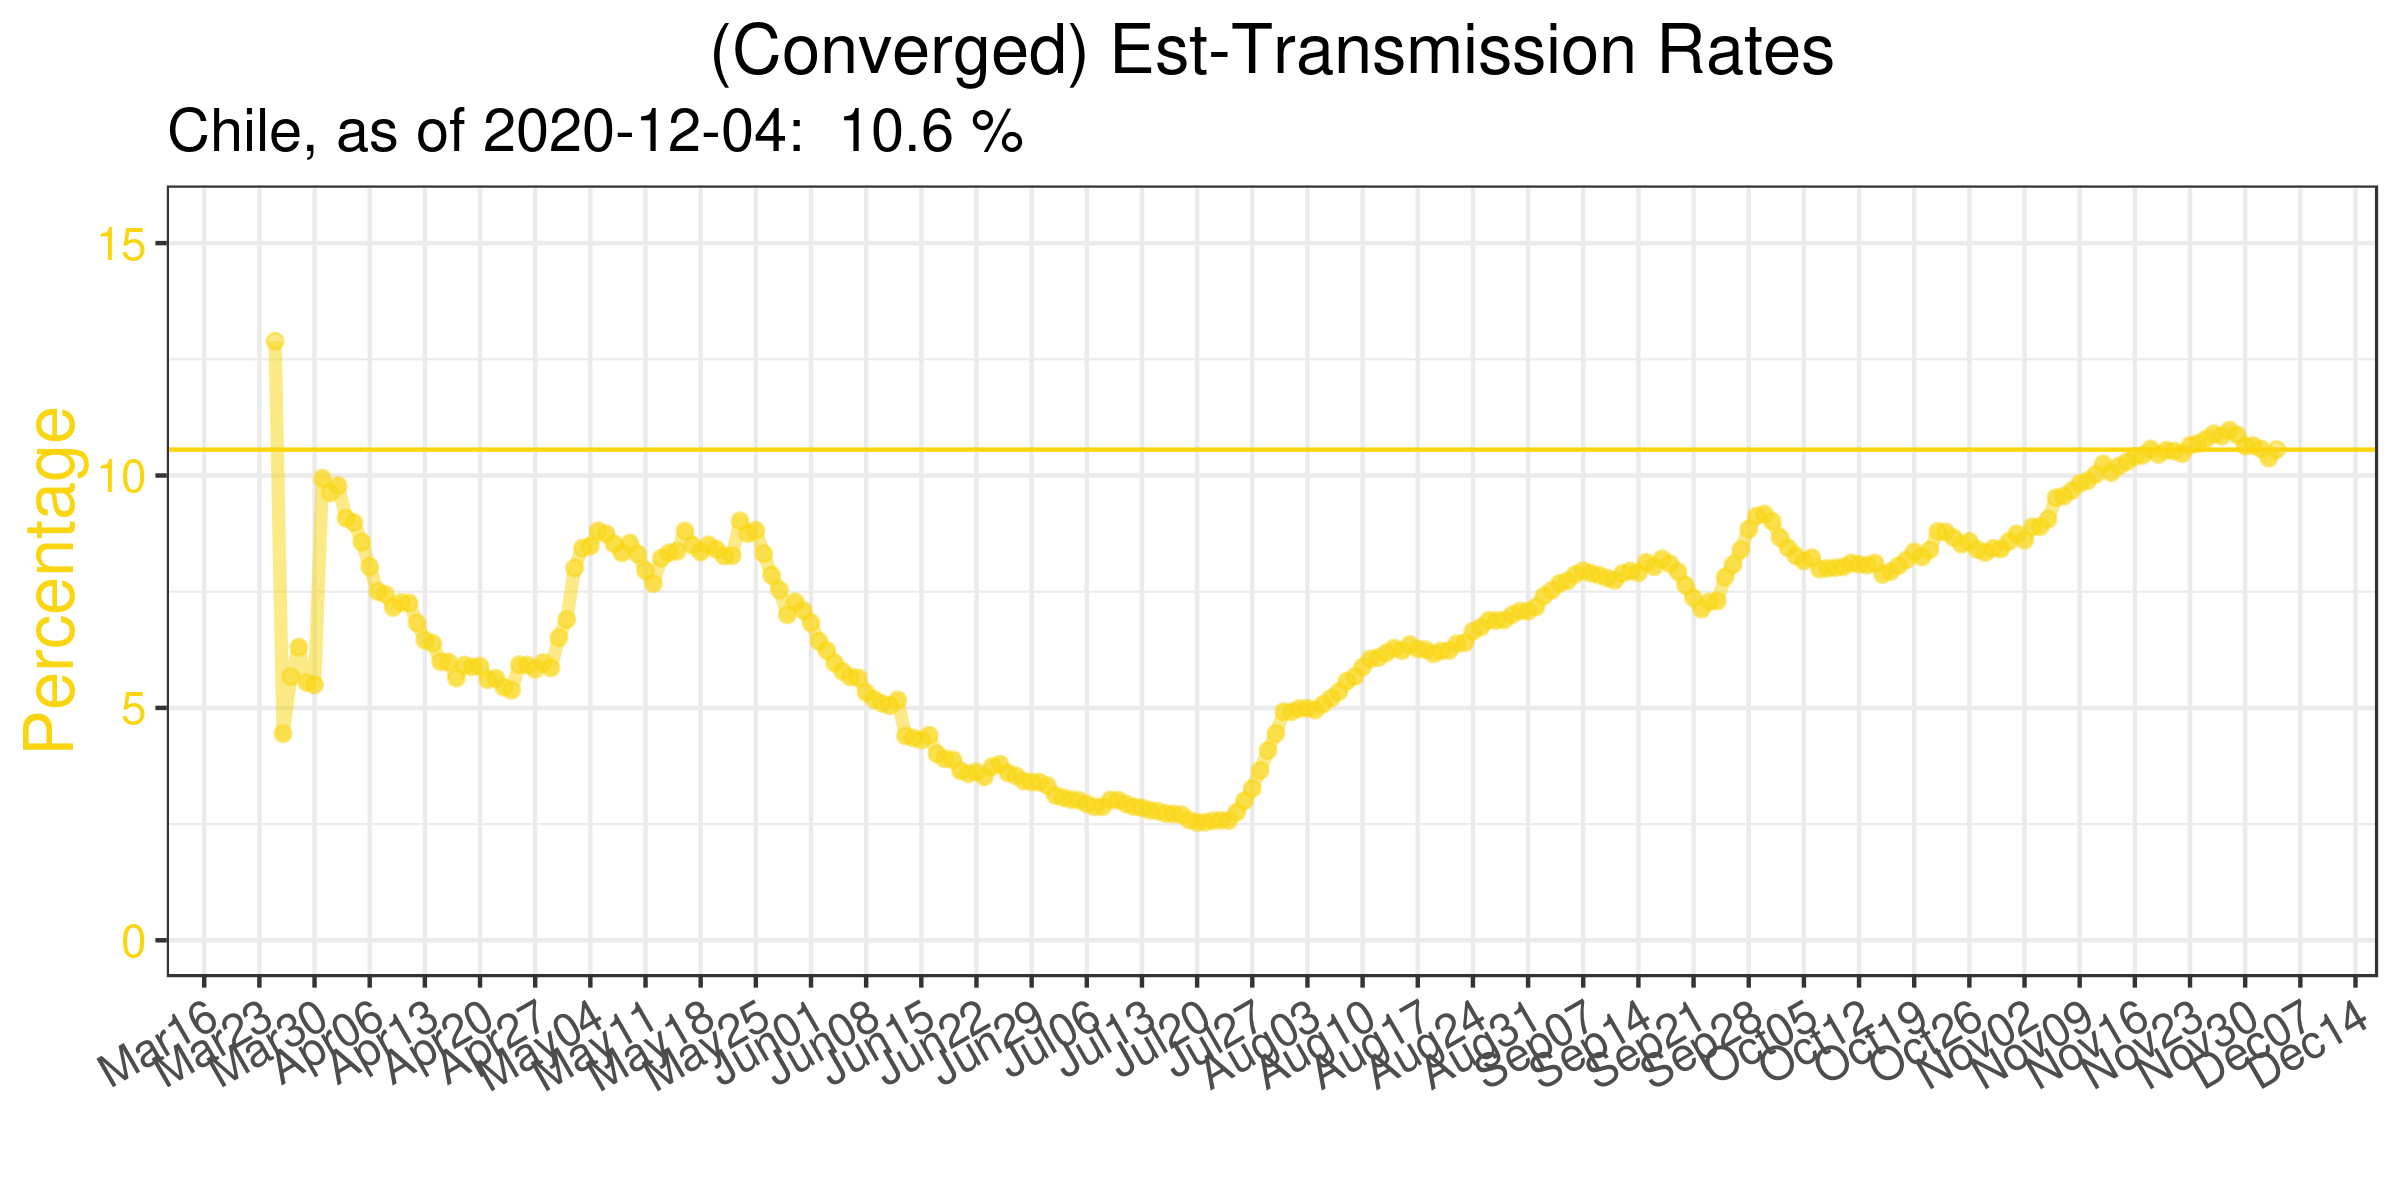 (Converged) Est-Transmission Rates
Chile, as of 2020-12-04:  10.6 %
Percentage
15
10
5
0
Mar16
Mar23
Mar30
Apr06
Apr13
Apr20
Apr27
May04
May11
May18
May25
Jun01
Jun08
Jun15
Jun22
Jun29
Jul06
Jul13
Jul20
Jul27
Aug03
Aug10
Aug17
Aug24
Aug31
Sep07
Sep14
Sep21
Sep28
Oct05
Oct12
Oct19
Oct26
Nov02
Nov09
Nov16
Nov23
Nov30
Dec07
Dec14